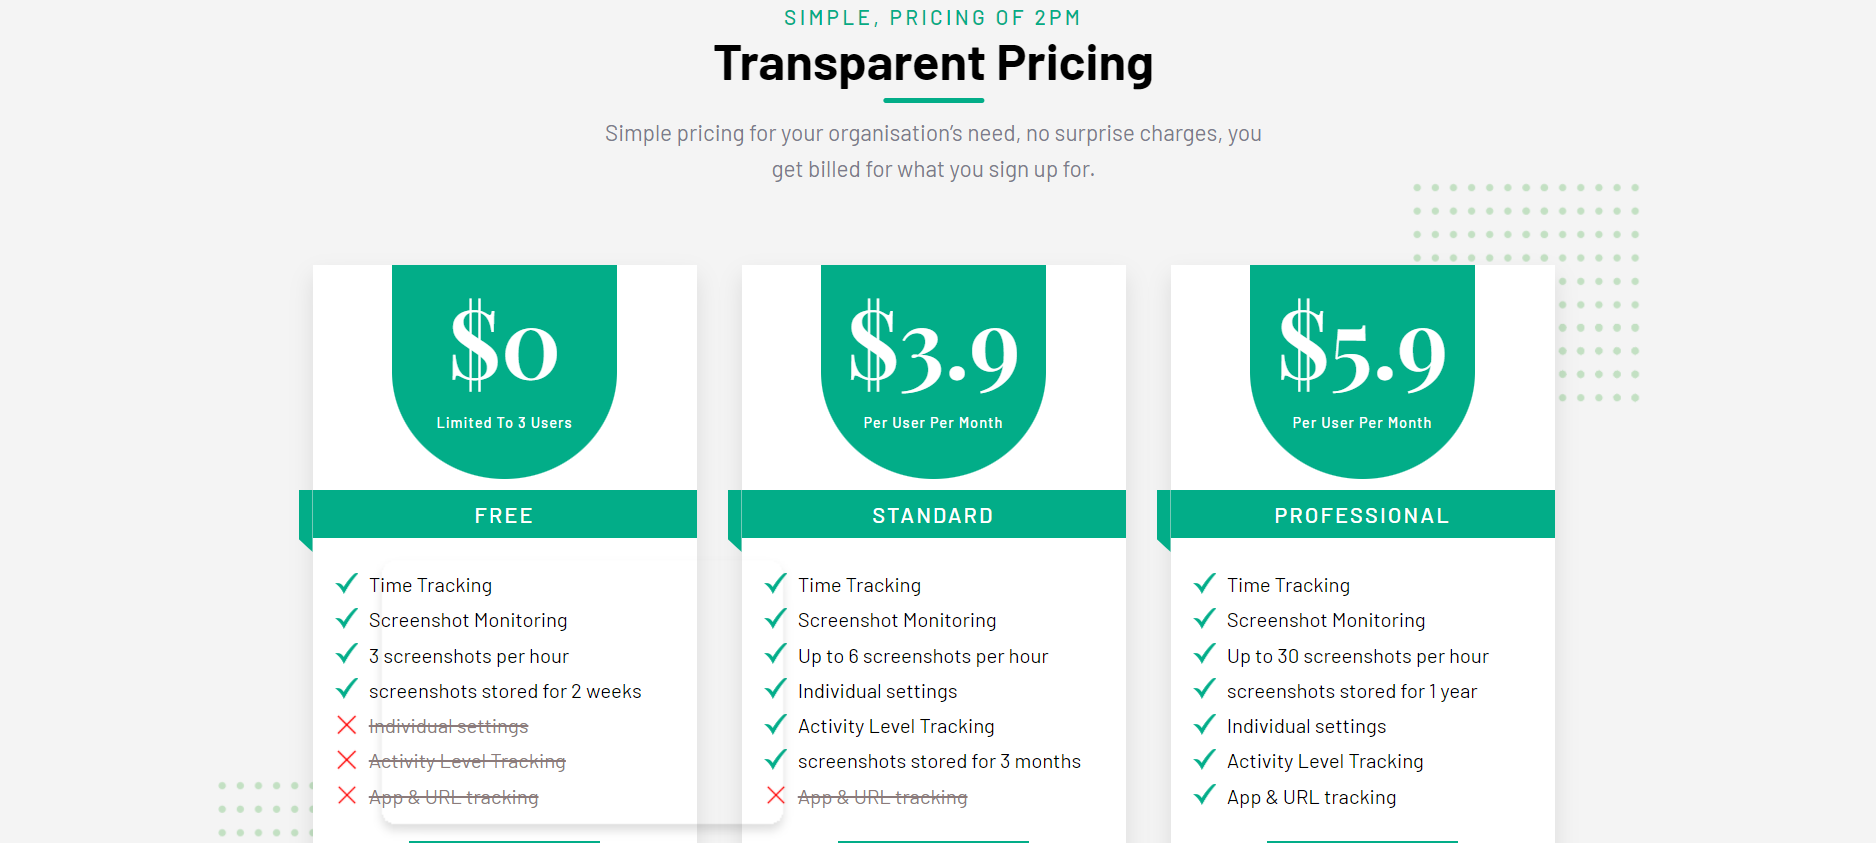 SIMPLE, PRICING OF 2PM
Transparent Pricing
Simple pricing for your organisation's need, no surprise charges, you
get billed for what you sign up for.
$0
Limited To 3 Users
FREE
Time Tracking
Screenshot Monitoring
3 screenshots per hour
screenshots stored for 2 weeks
Individual settings
Activity Level Tracking
App & URL tracking
$3.9
Per User Per Month
STANDARD
Time Tracking
Screenshot Monitoring
Up to 6 screenshots per hour
Individual settings
Activity Level Tracking
screenshots stored for 3 months
App & URL tracking
$5.9
Per User Per Month
PROFESSIONAL
Time Tracking
Screenshot Monitoring
Up to 30 screenshots per hour
screenshots stored for 1 year
Individual settings
Activity Level Tracking
App & URL tracking